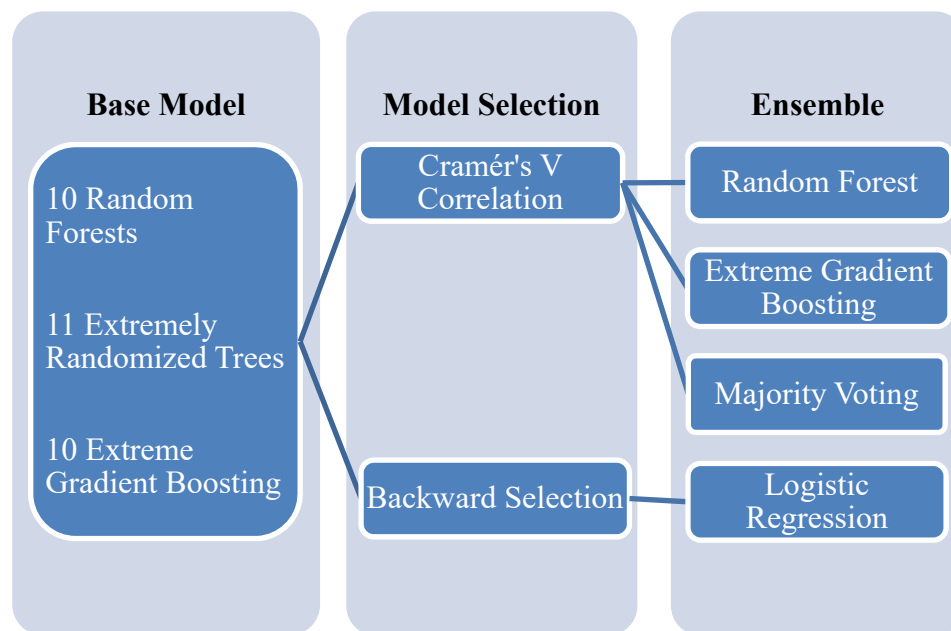 Base Model
10 Random
Forests
11 Extremely
Randomized Trees
10 Extreme
Gradient Boosting
Model Selection
Cramér's V
Correlation
Backward Selection
Ensemble
Random Forest
Extreme Gradient
Boosting
Majority Voting
Logistic
Regression